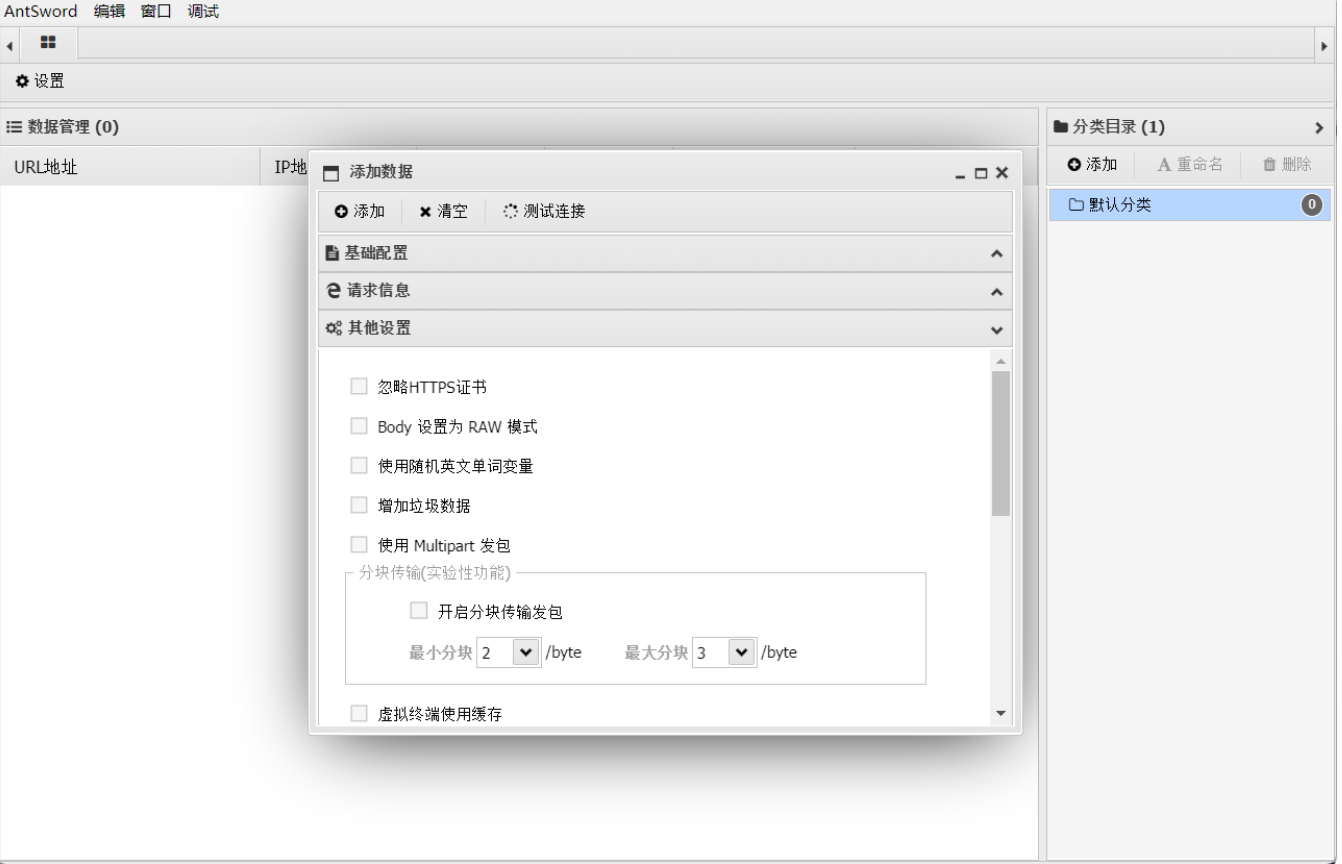 AntSword 编辑 窗口 调试
设置
数据管理 (0)
分类目录 (1)
URL地址
IP地
添加 重命名 删除
默认分类 0
添加数据
添加 清空 测试连接
基础配置
请求信息
其他设置
忽略HTTPS证书
Body 设置为 RAW 模式
使用随机英文单词变量
增加垃圾数据
使用 Multipart 发包
分块传输(实验性功能)
开启分块传输发包
最小分块 2 /byte 最大分块 3 /byte
虚拟终端使用缓存